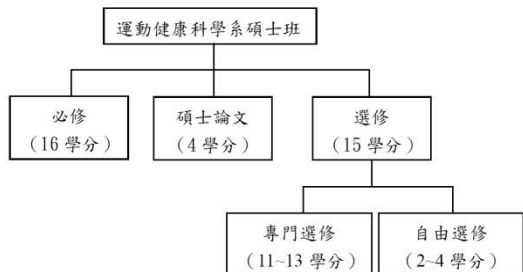 運動健康科學系碩士班
必修
（16 學分）
碩士論文
（4 學分）
選修
（15 學分）
專門選修
（11~13 學分）
自由選修
（2~4 學分）